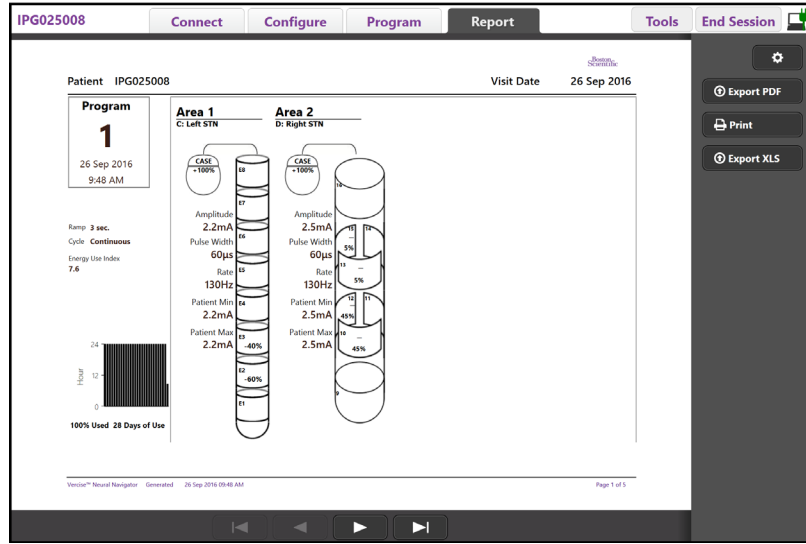 IPG025008 Connect Configure Program Report Tools End Session
Boston
Scientific
Patient IPG025008 Visit Date 26 Sep 2016
Export PDF
Print
Export XLS
Program
1
26 Sep 2016
9:48 AM
Ramp 3 sec.
Cycle Continuous
Energy Use Index
7.6
24
12
0
Hour
100% Used 28 Days of Use
Area 1
C: Left STN
CASE
+100%
Amplitude
2.2mA
Pulse Width
60µs
Rate
130Hz
Patient Min
2.2mA
Patient Max
2.2mA
E8
E7
E6
E5
E4
E3
-40%
E2
-60%
E1
Area 2
D: Right STN
CASE
+100%
Amplitude
2.5mA
Pulse Width
60µs
Rate
130Hz
Patient Min
2.5mA
Patient Max
2.5mA
16
15 14
–
5%
13
–
5%
12 11
–
45%
10
–
45%
9
Vercise™ Neural Navigator Generated 26 Sep 2016 09:48 AM Page 1 of 5